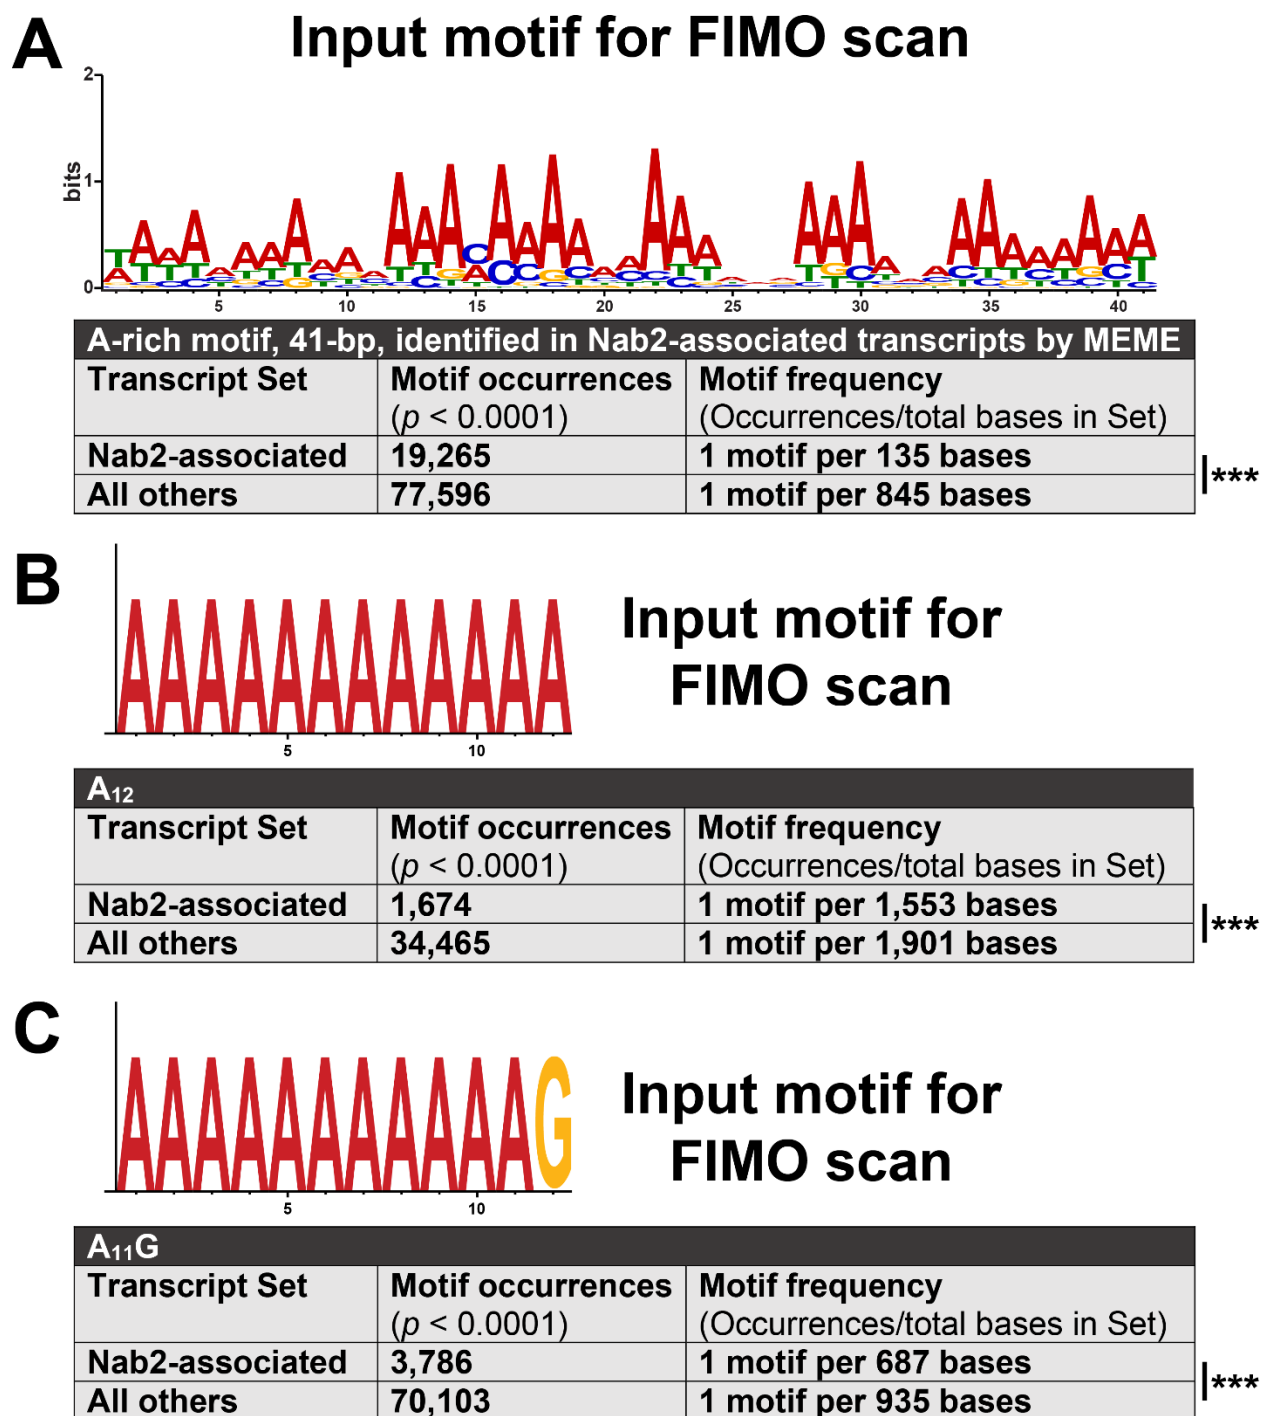 A
Input motif for FIMO scan
bits
2
1
0
5 10 15 20 25 30 35 40
A-rich motif, 41-bp, identified in Nab2-associated transcripts by MEME
Transcript Set Motif occurrences (p < 0.0001) Motif frequency (Occurrences/total bases in Set)
Nab2-associated 19,265 1 motif per 135 bases
All others 77,596 1 motif per 845 bases
***
B
AAAAAAAAAAAA
5 10
Input motif for
FIMO scan
A₁₂
Transcript Set Motif occurrences (p < 0.0001) Motif frequency (Occurrences/total bases in Set)
Nab2-associated 1,674 1 motif per 1,553 bases
All others 34,465 1 motif per 1,901 bases
***
C
AAAAAAAAAAAG
5 10
Input motif for
FIMO scan
A₁₁G
Transcript Set Motif occurrences (p < 0.0001) Motif frequency (Occurrences/total bases in Set)
Nab2-associated 3,786 1 motif per 687 bases
All others 70,103 1 motif per 935 bases
***